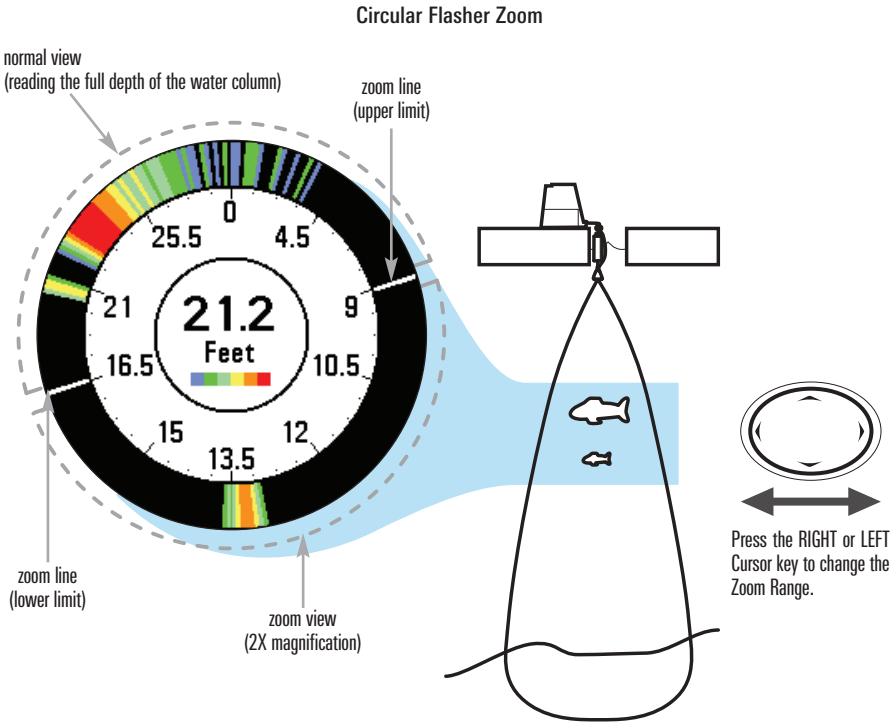 Circular Flasher Zoom
normal view
(reading the full depth of the water column)
zoom line
(upper limit)
0
25.5
4.5
21
9
21.2
Feet
16.5
10.5
15
12
13.5
zoom line
(lower limit)
zoom view
(2X magnification)
Press the RIGHT or LEFT
Cursor key to change the
Zoom Range.